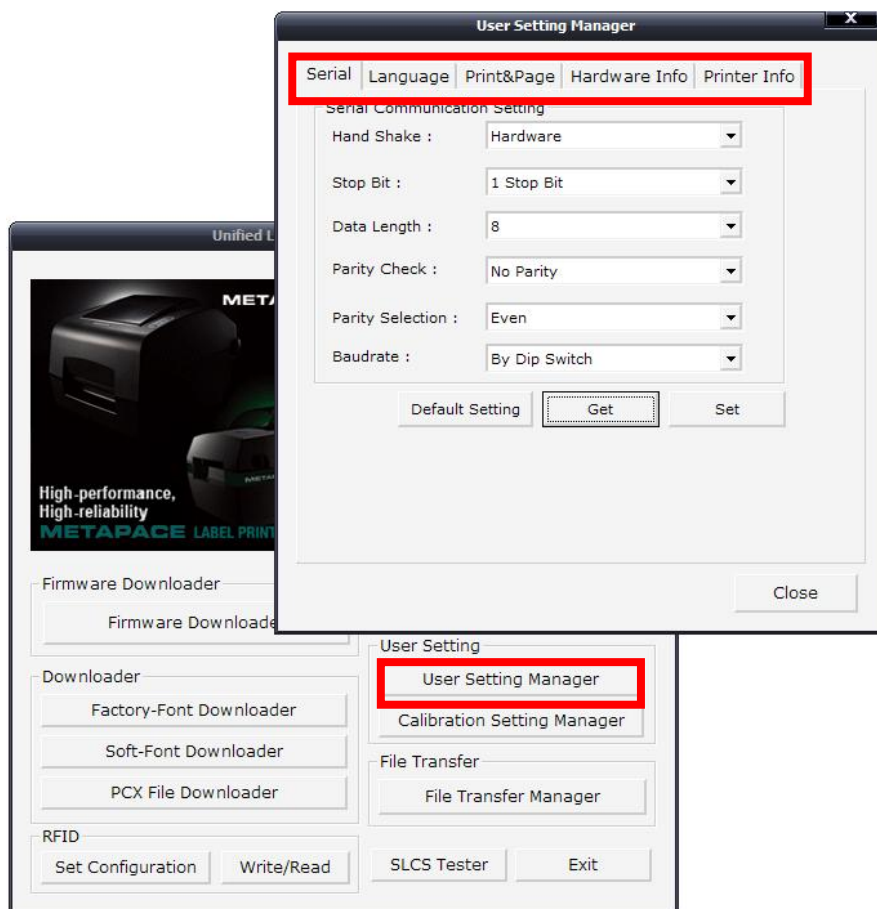 User Setting Manager
X
Serial Language Print&Page Hardware Info Printer Info
Serial Communication Setting
Hand Shake : Hardware
Stop Bit : 1 Stop Bit
Data Length : 8
Parity Check : No Parity
Parity Selection : Even
Baudrate : By Dip Switch
Default Setting Get Set
Close
Unified L
META
High-performance,
High-reliability
METAPACE LABEL PRINT
Firmware Downloader
Firmware Downloade
Downloader
Factory-Font Downloader
Soft-Font Downloader
PCX File Downloader
RFID
Set Configuration Write/Read
User Setting
User Setting Manager
Calibration Setting Manager
File Transfer
File Transfer Manager
SLCS Tester Exit